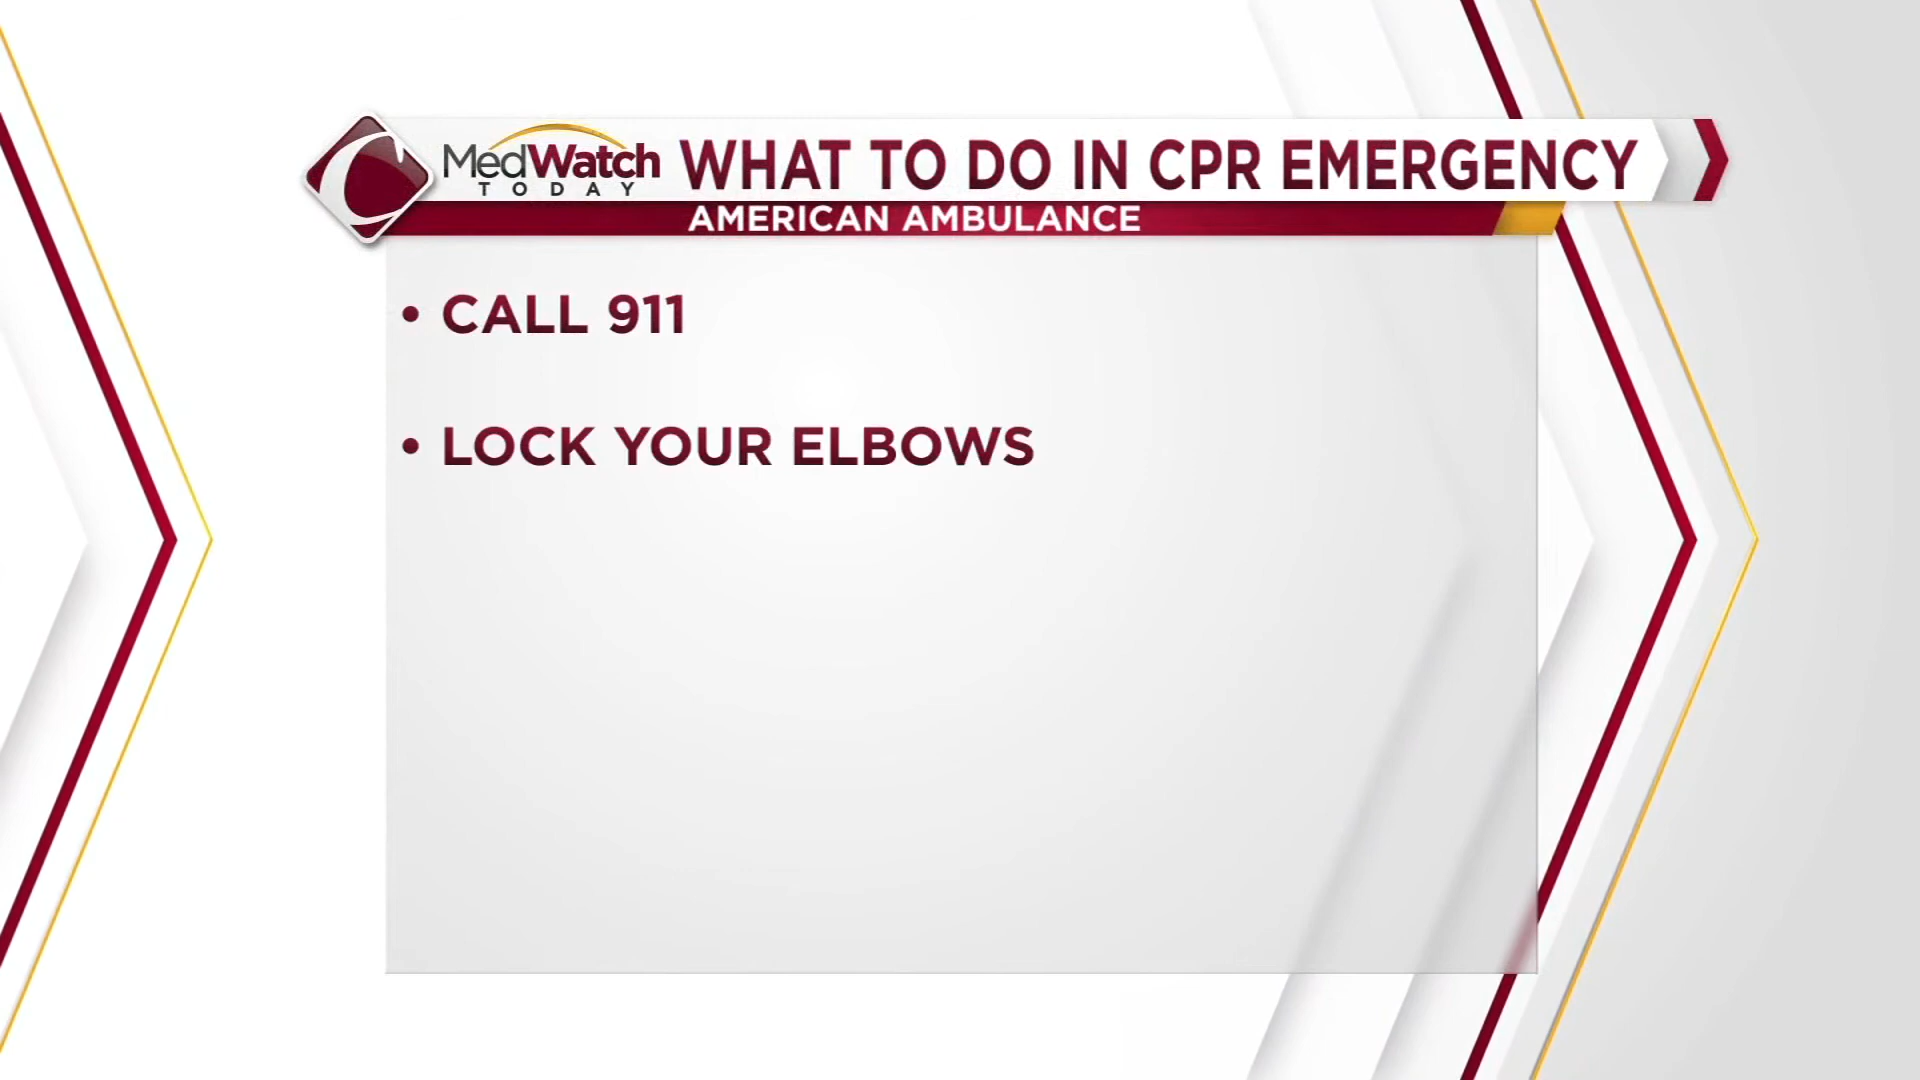 MedWatch
TODAY
WHAT TO DO IN CPR EMERGENCY
AMERICAN AMBULANCE
• CALL 911
• LOCK YOUR ELBOWS